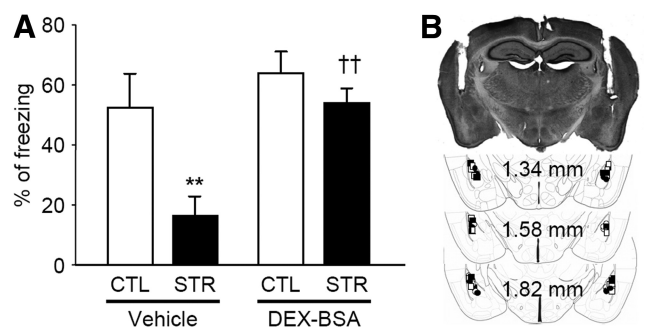 A
B
% of freezing
80
60
40
20
0
**
††
CTL STR CTL STR
Vehicle DEX-BSA
1.34 mm
1.58 mm
1.82 mm